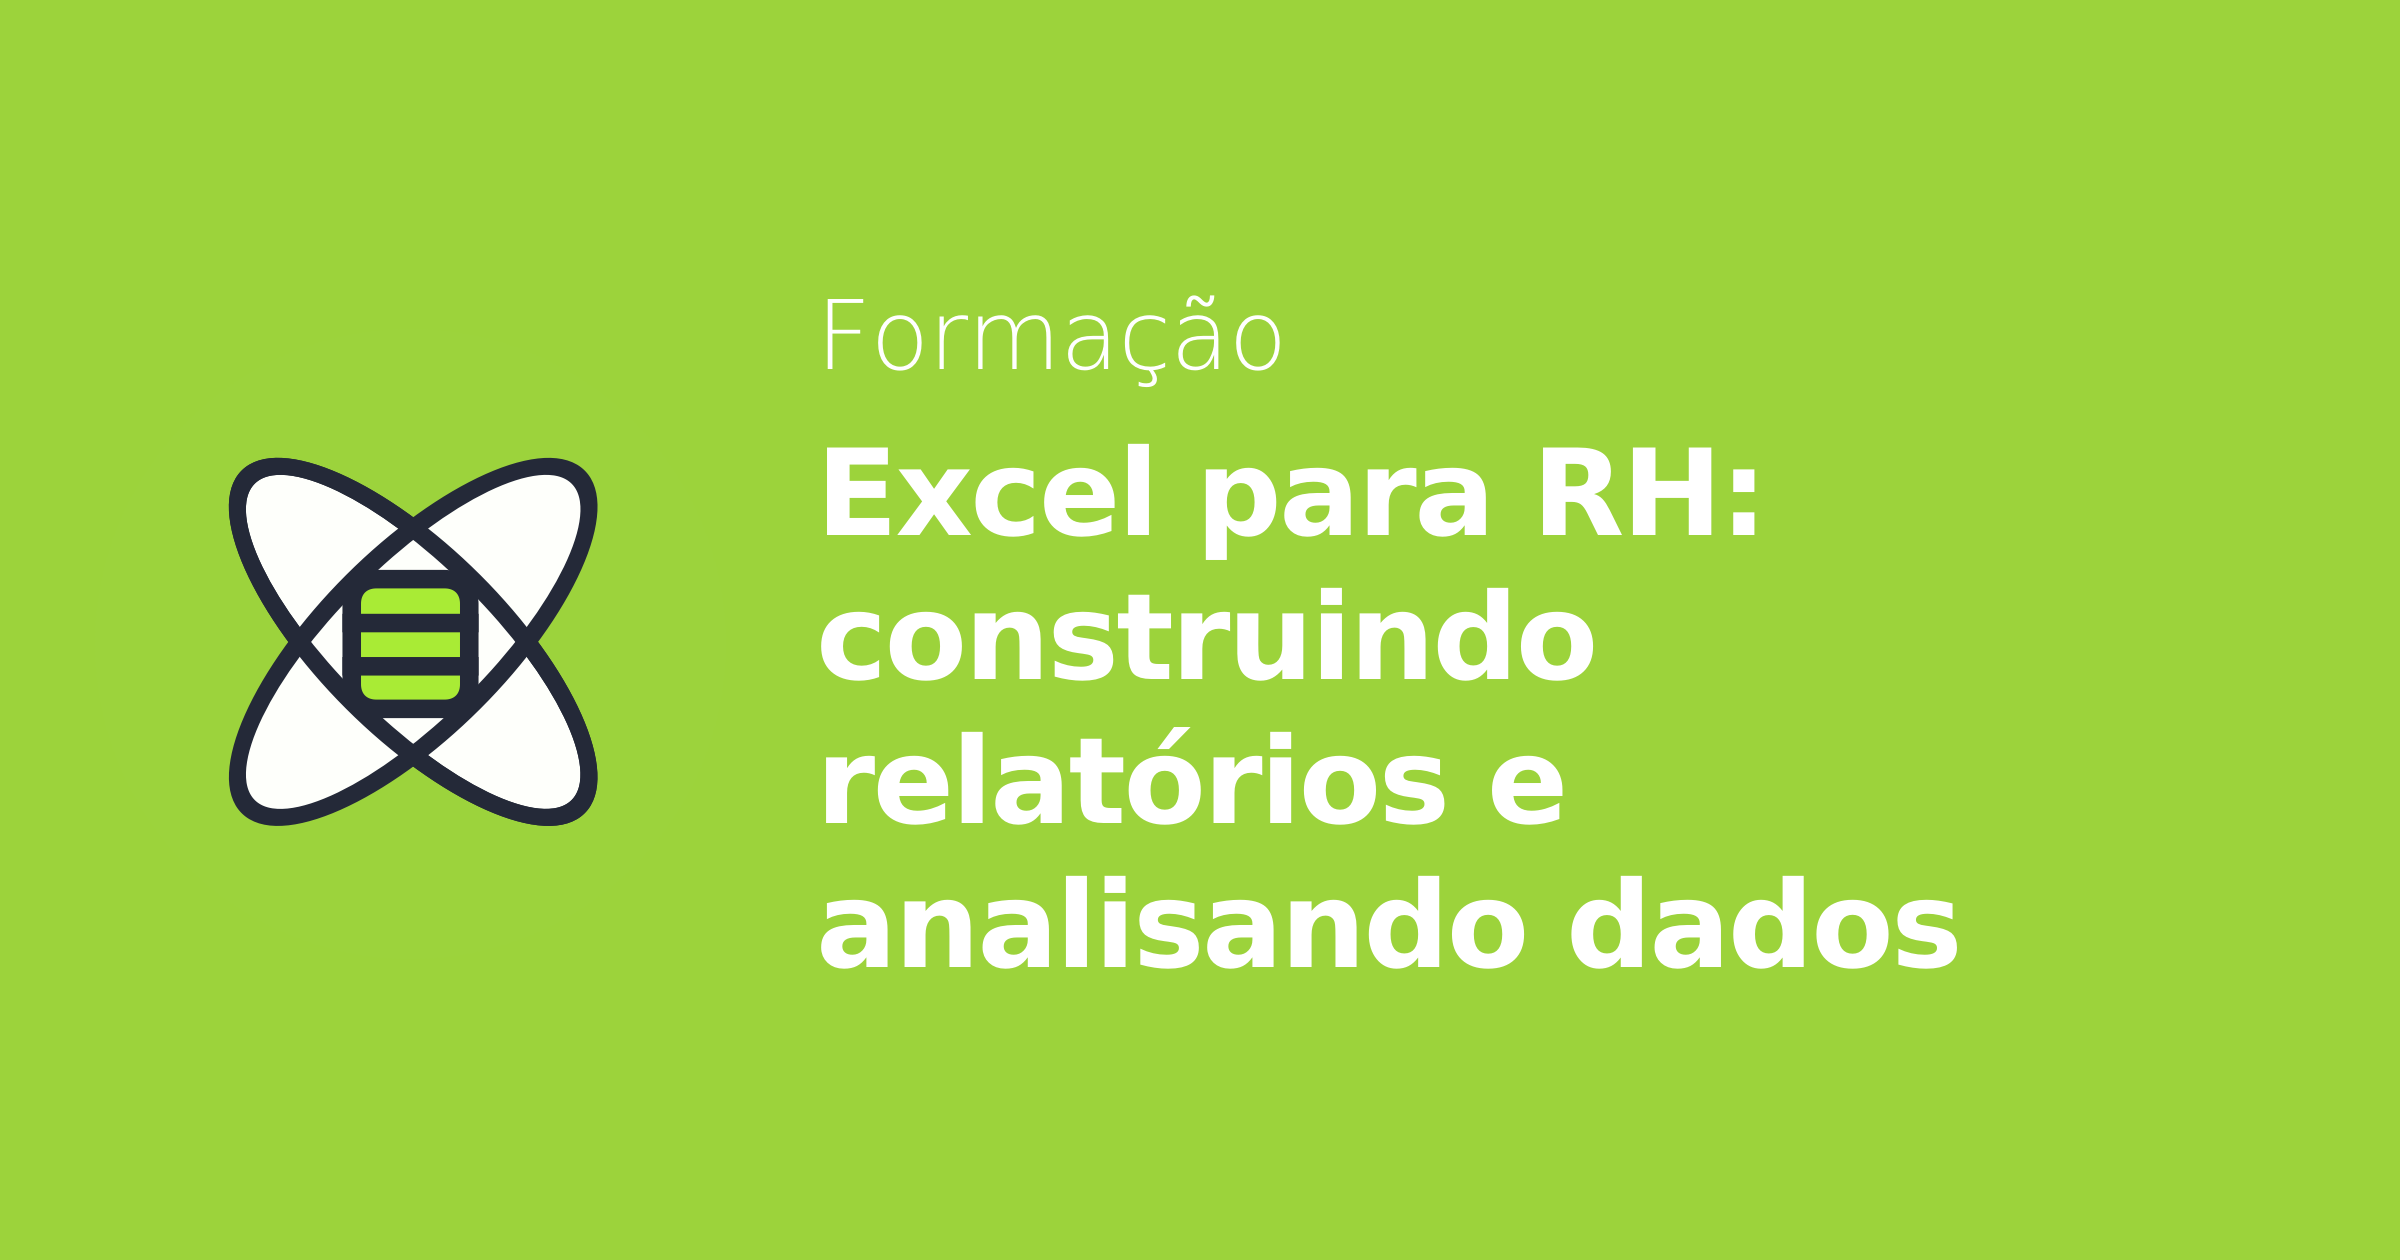 Formação
Excel para RH:
construindo
relatórios e
analisando dados